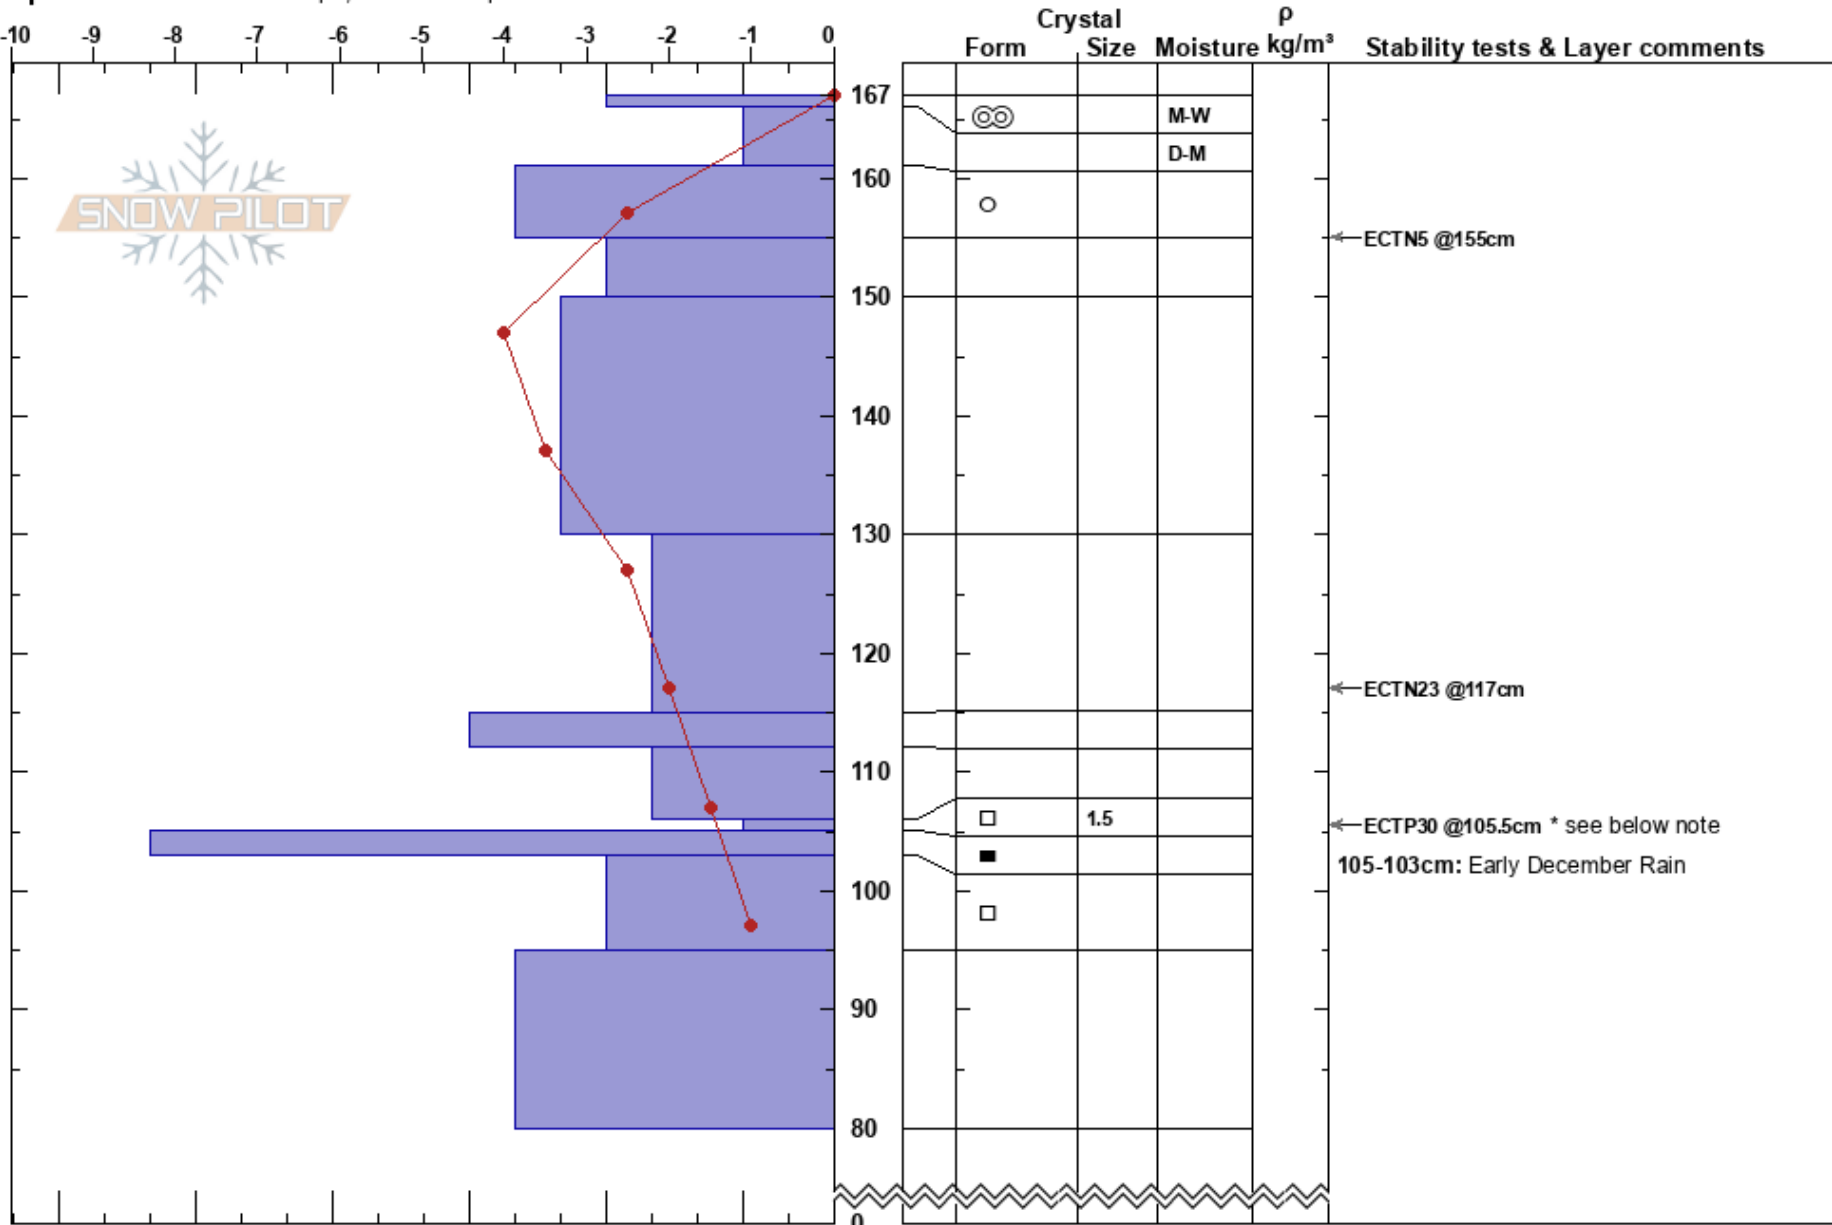 Crystal ρ
-10 -9 -8 -7 -6 -5 -4 -3 -2 -1 0 Form Size Moisture kg/m³ Stability tests & Layer comments
167
M-W
D-M
SNOW PILOT
160
ECTN5 @155cm
150
140
130
120
ECTN23 @117cm
110
1.5
ECTP30 @105.5cm * see below note
105-103cm: Early December Rain
100
90
80
0